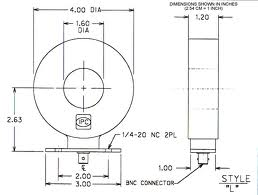 DIMENSIONS SHOWN IN INCHES
(2.54 CM = 1 INCH)
4.00 DIA
1.60
DIA
1.20
2.63
IPC
1/4-20 NC 2PL
BNC CONNECTOR
1.00
2.00
3.00
STYLE
"L"